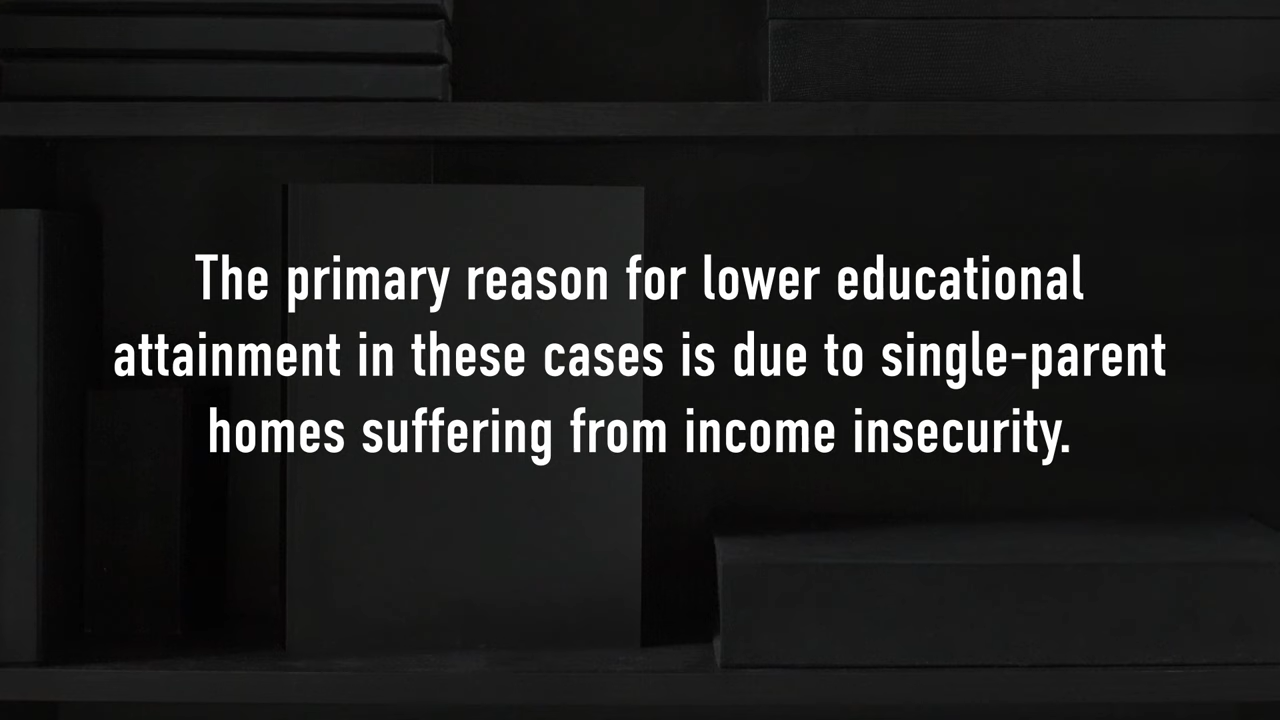 The primary reason for lower educational
attainment in these cases is due to single-parent
homes suffering from income insecurity.